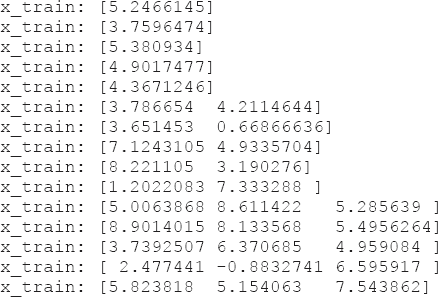 x_train: [5.2466145]
x_train: [3.7596474]
x_train: [5.380934]
x_train: [4.9017477]
x_train: [4.3671246]
x_train: [3.786654  4.2114644]
x_train: [3.651453  0.66866636]
x_train: [7.1243105 4.9335704]
x_train: [8.221105  3.190276]
x_train: [1.2022083 7.333288 ]
x_train: [5.0063868 8.611422  5.285639 ]
x_train: [8.9014015 8.133568  5.4956264]
x_train: [3.7392507 6.370685  4.959084 ]
x_train: [ 2.477441 -0.8832741 6.595917 ]
x_train: [5.823818  5.154063  7.543862]